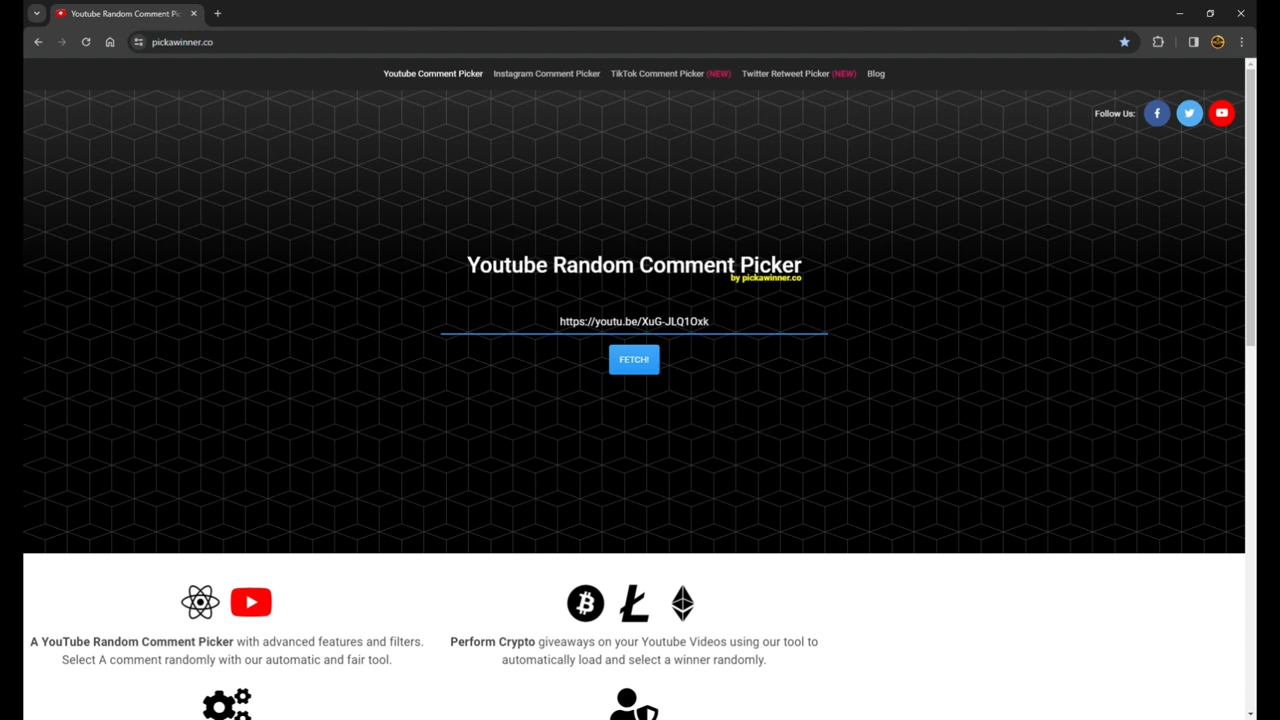 Youtube Random Comment Pic
pickawinner.co
Youtube Comment Picker Instagram Comment Picker TikTok Comment Picker (NEW) Twitter Retweet Picker (NEW) Blog
Follow Us:
Youtube Random Comment Picker
by pickawinner.co
https://youtu.be/XuG-JLQ1Oxk
FETCH!
A YouTube Random Comment Picker with advanced features and filters.
Select A comment randomly with our automatic and fair tool.
Perform Crypto giveaways on your Youtube Videos using our tool to
automatically load and select a winner randomly.